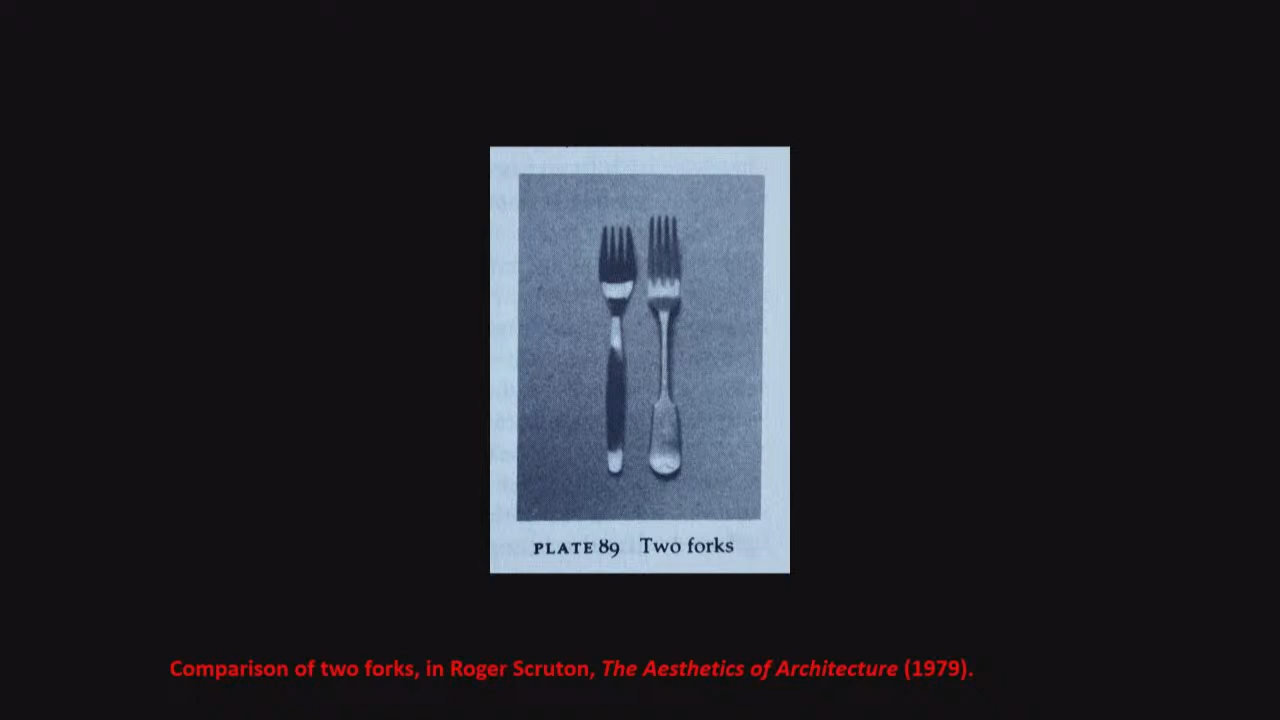 PLATE 89 Two forks
Comparison of two forks, in Roger Scruton, The Aesthetics of Architecture (1979).